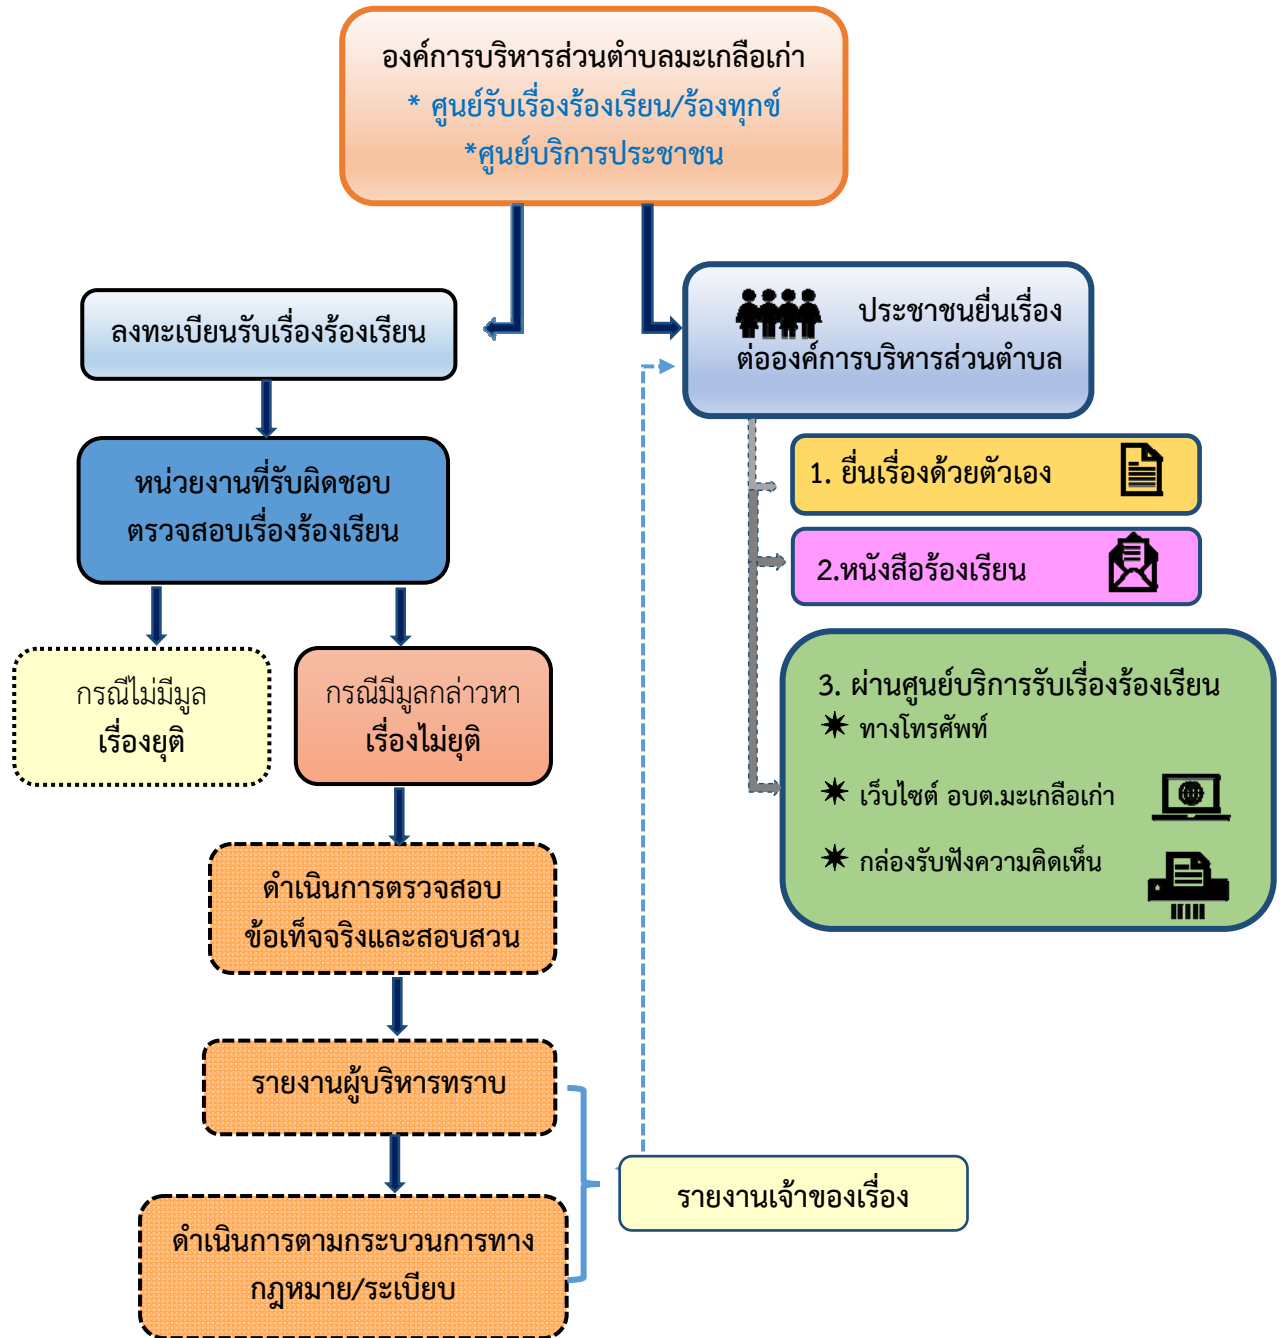 องค์การบริหารส่วนตำบลมะเกลือเก่า
* ศูนย์รับเรื่องร้องเรียน/ร้องทุกข์
*ศูนย์บริการประชาชน
ลงทะเบียนรับเรื่องร้องเรียน
หน่วยงานที่รับผิดชอบ
ตรวจสอบเรื่องร้องเรียน
กรณีไม่มีมูล
เรื่องยุติ
กรณีมีมูลกล่าวหา
เรื่องไม่ยุติ
ดำเนินการตรวจสอบ
ข้อเท็จจริงและสอบสวน
รายงานผู้บริหารทราบ
ดำเนินการตามกระบวนการทาง
กฎหมาย/ระเบียบ
รายงานเจ้าของเรื่อง
ประชาชนยื่นเรื่อง
ต่อองค์การบริหารส่วนตำบล
1. ยื่นเรื่องด้วยตัวเอง
2.หนังสือร้องเรียน
3. ผ่านศูนย์บริการรับเรื่องร้องเรียน
✷ ทางโทรศัพท์
✷ เว็บไซต์ อบต.มะเกลือเก่า
✷ กล่องรับฟังความคิดเห็น